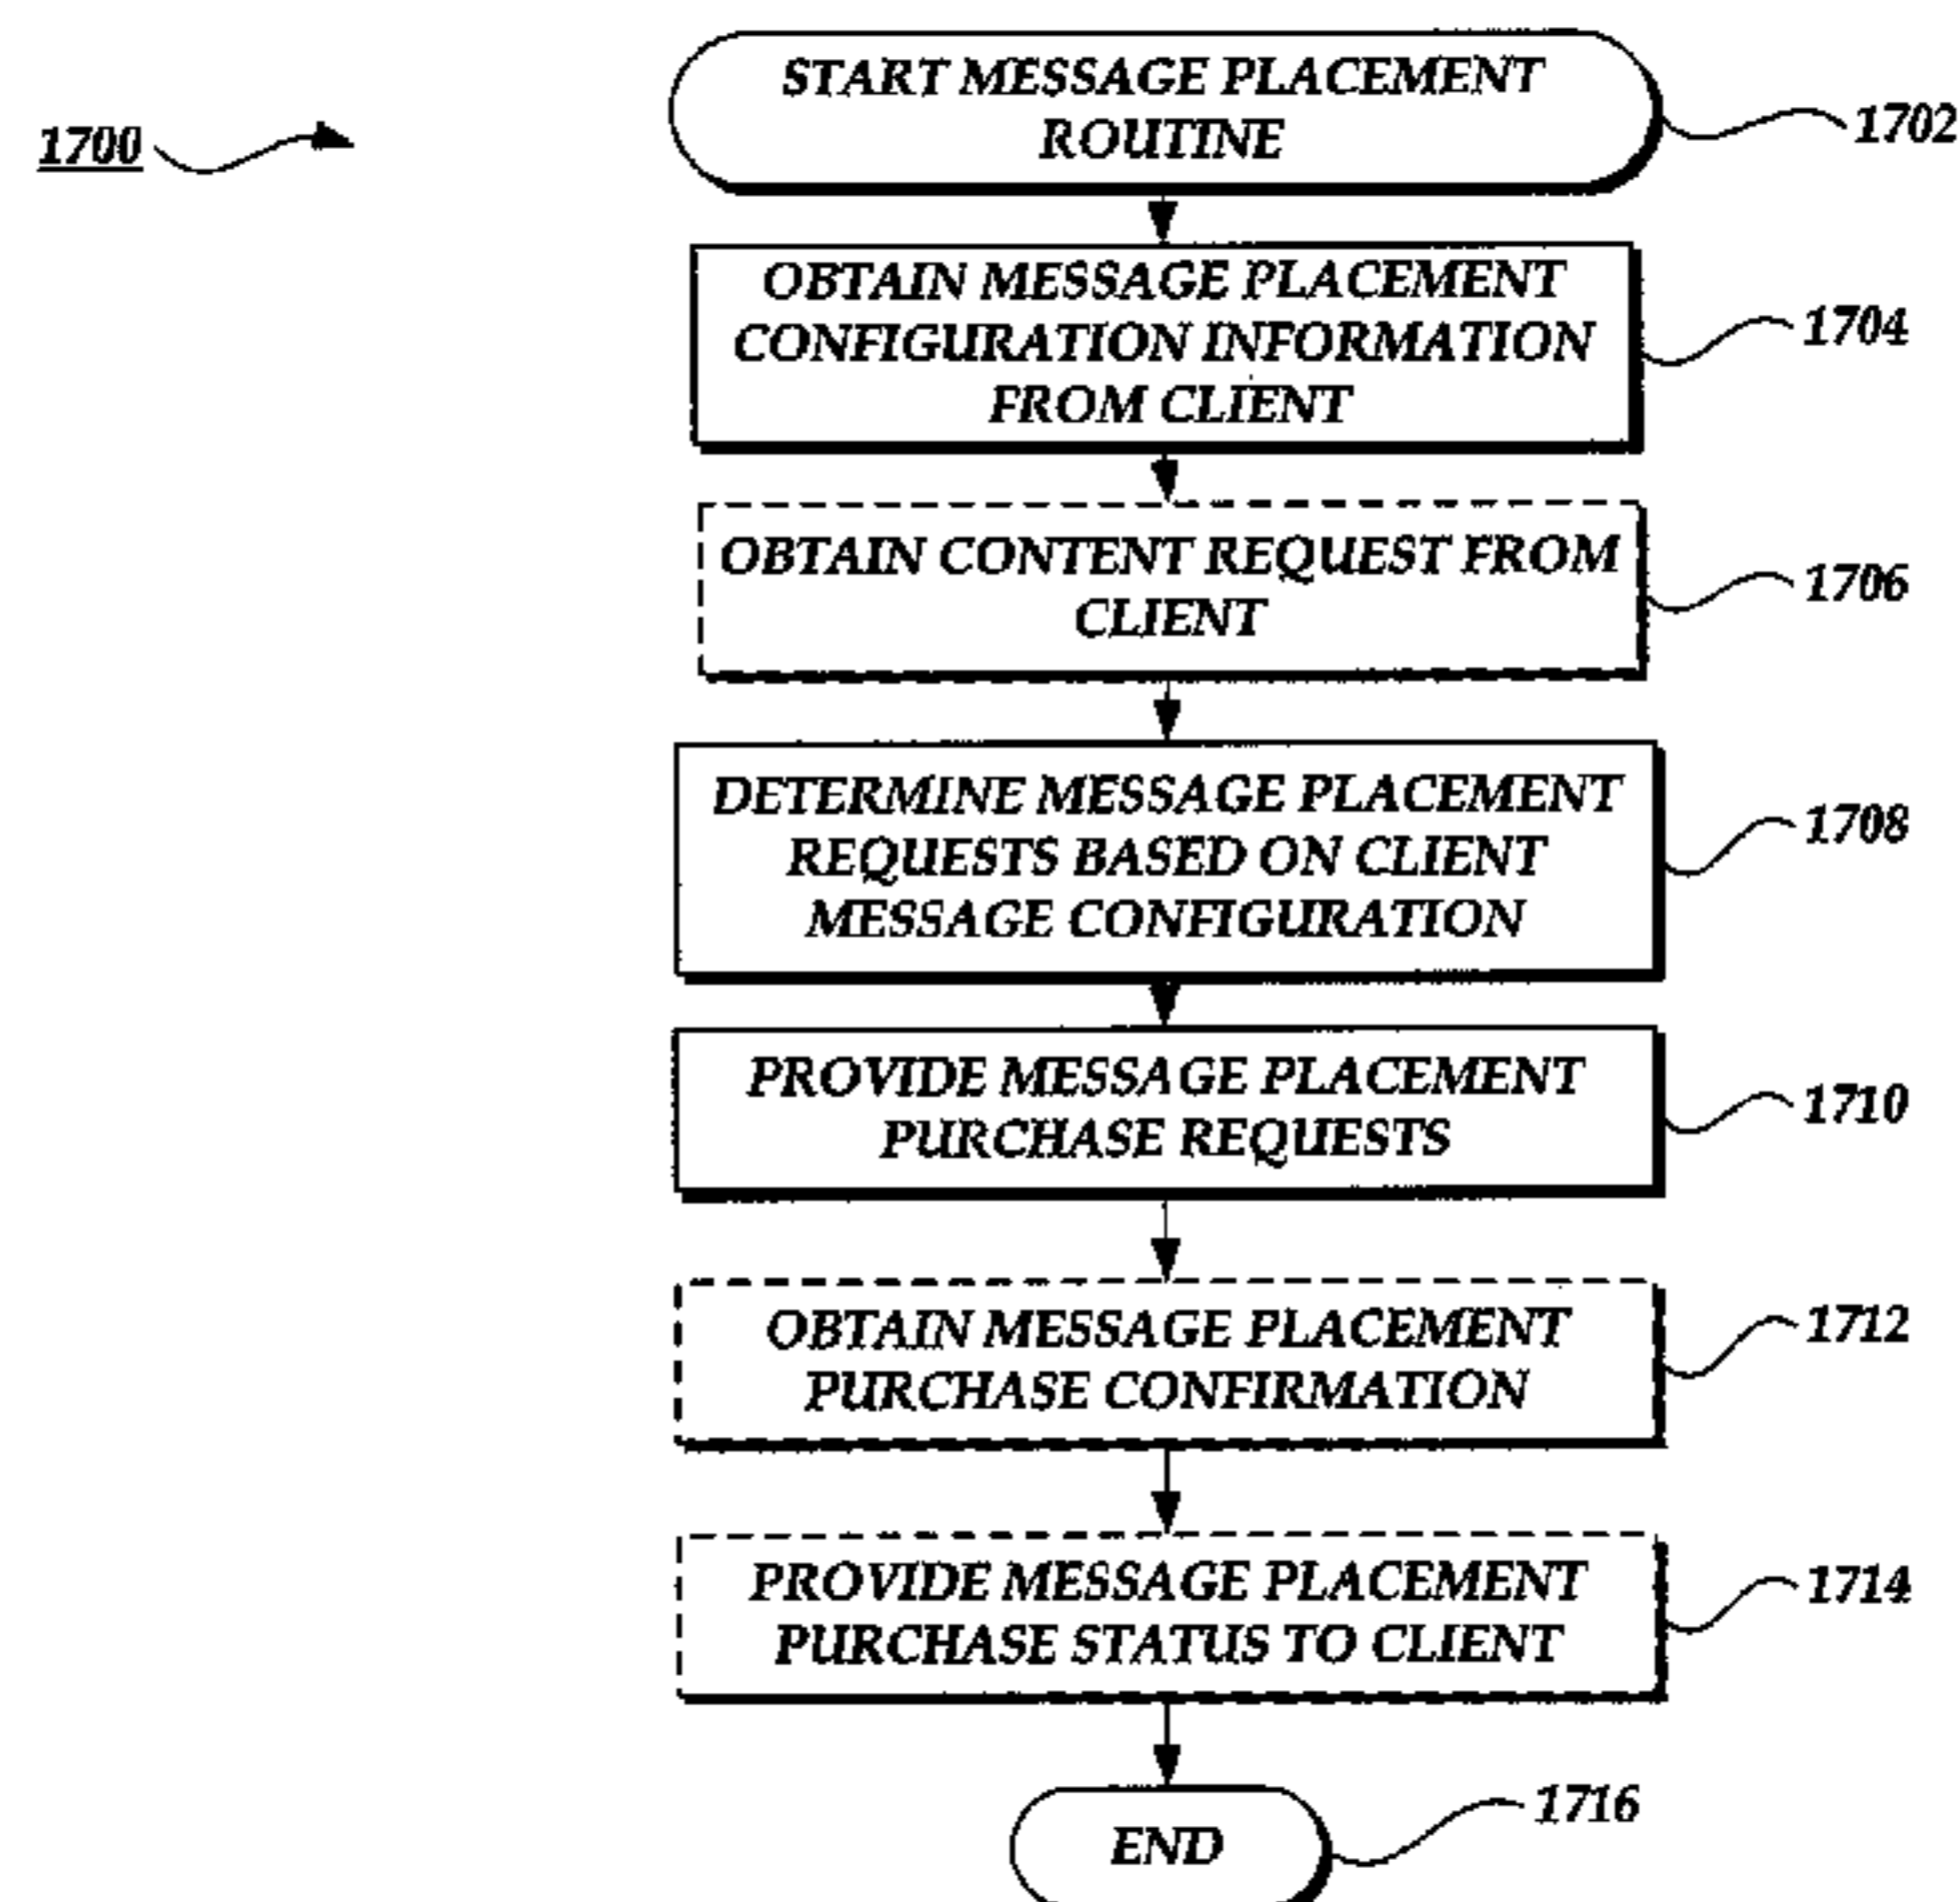 1700
START MESSAGE PLACEMENT
ROUTINE
1702
OBTAIN MESSAGE PLACEMENT
CONFIGURATION INFORMATION
FROM CLIENT
1704
OBTAIN CONTENT REQUEST FROM
CLIENT
1706
DETERMINE MESSAGE PLACEMENT
REQUESTS BASED ON CLIENT
MESSAGE CONFIGURATION
1708
PROVIDE MESSAGE PLACEMENT
PURCHASE REQUESTS
1710
OBTAIN MESSAGE PLACEMENT
PURCHASE CONFIRMATION
1712
PROVIDE MESSAGE PLACEMENT
PURCHASE STATUS TO CLIENT
1714
END
1716